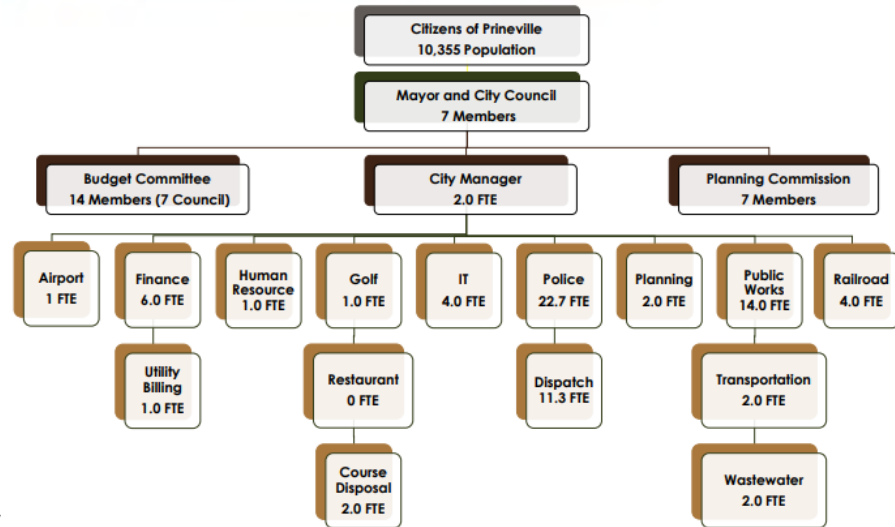 Citizens of Prineville
10,355 Population
Mayor and City Council
7 Members
Budget Committee
14 Members (7 Council)
City Manager
2.0 FTE
Planning Commission
7 Members
Airport
1 FTE
Finance
6.0 FTE
Human
Resource
1.0 FTE
Golf
1.0 FTE
IT
4.0 FTE
Police
22.7 FTE
Planning
2.0 FTE
Public
Works
14.0 FTE
Railroad
4.0 FTE
Utility
Billing
1.0 FTE
Restaurant
0 FTE
Dispatch
11.3 FTE
Transportation
2.0 FTE
Course
Disposal
2.0 FTE
Wastewater
2.0 FTE